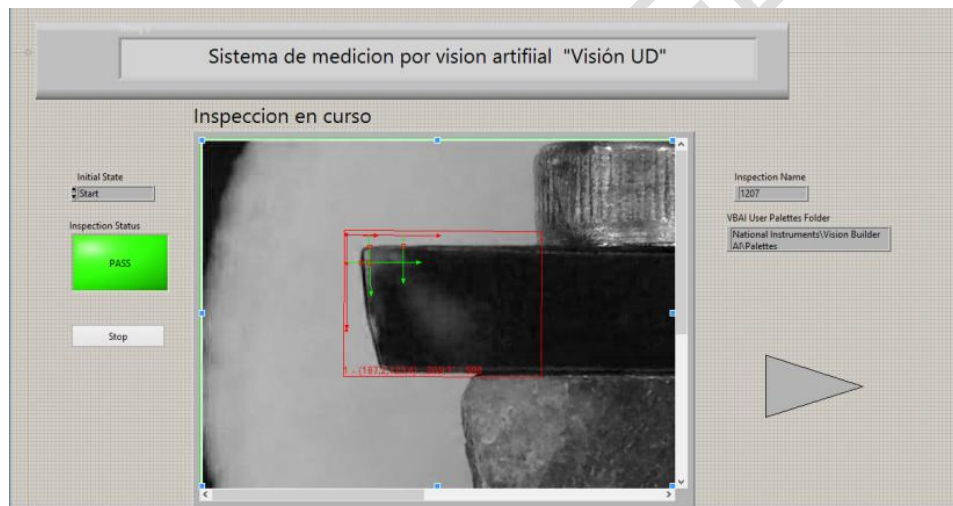 Sistema de medicion por vision artifiial "Visión UD"
Inspeccion en curso
Initial State
Start
Inspection Status
PASS
Stop
Inspection Name
1207
VBAI User Palettes Folder
National Instruments\Vision Builder
AI\Palettes